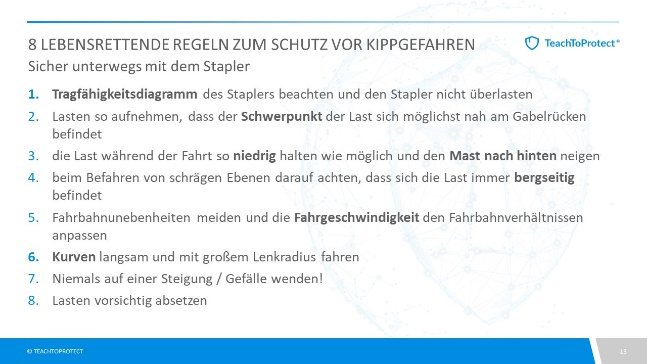 8 LEBENSRETTENDE REGELN ZUM SCHUTZ VOR KIPPGEFAHREN
TeachToProtect®
Sicher unterwegs mit dem Stapler
1. Tragfähigkeitsdiagramm des Staplers beachten und den Stapler nicht überlasten
2. Lasten so aufnehmen, dass der Schwerpunkt der Last sich möglichst nah am Gabelrücken
befindet
3. die Last während der Fahrt so niedrig halten wie möglich und den Mast nach hinten neigen
4. beim Befahren von schrägen Ebenen darauf achten, dass sich die Last immer bergseitig
befindet
5. Fahrbahnunebenheiten meiden und die Fahrgeschwindigkeit den Fahrbahnverhältnissen
anpassen
6. Kurven langsam und mit großem Lenkradius fahren
7. Niemals auf einer Steigung / Gefälle wenden!
8. Lasten vorsichtig absetzen
© TEACHTOPROTECT
15